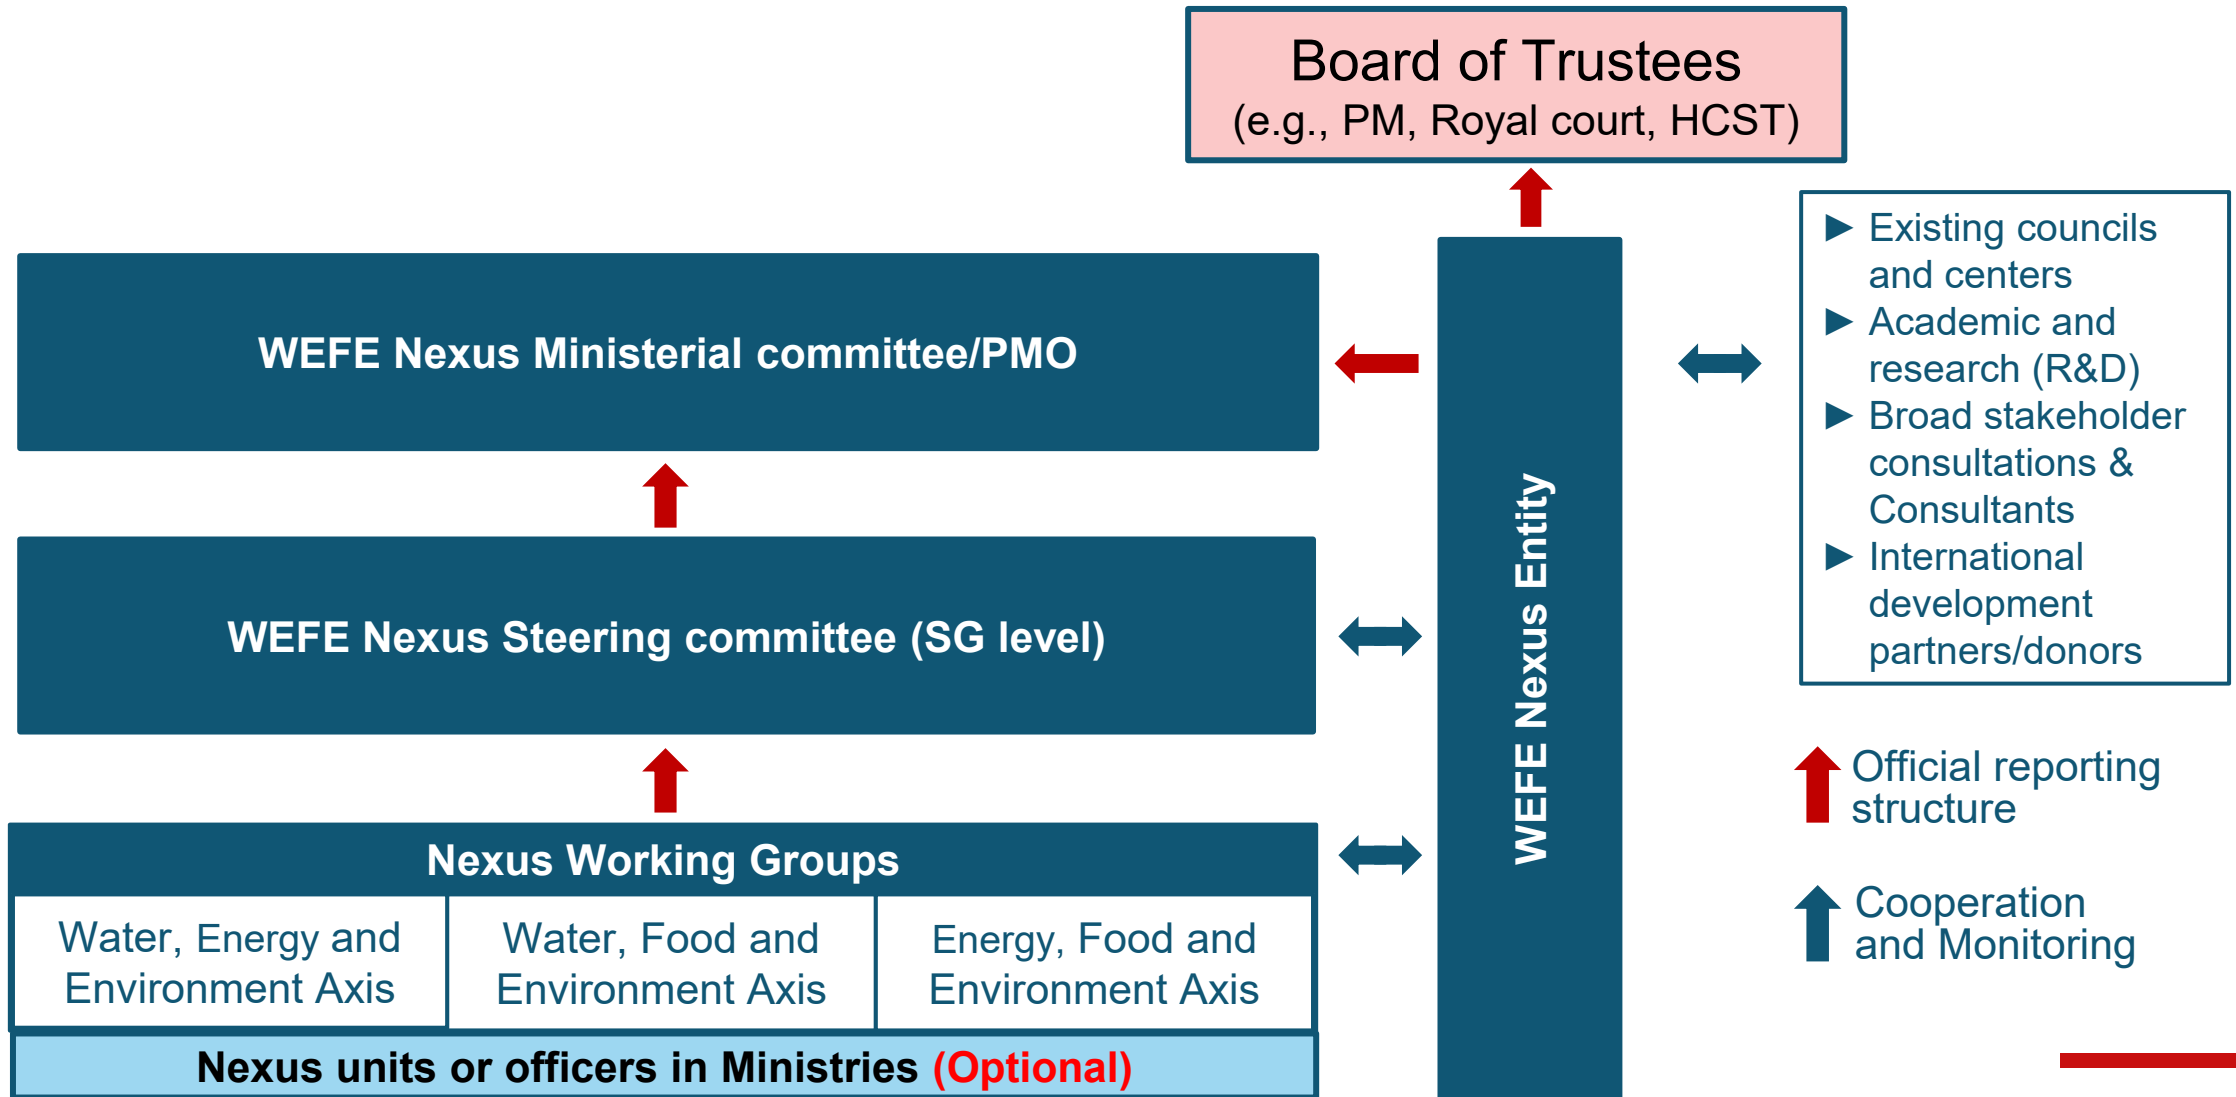 Board of Trustees
(e.g., PM, Royal court, HCST)
► Existing councils
and centers
► Academic and
research (R&D)
► Broad stakeholder
consultations &
Consultants
► International
development
partners/donors
WEFE Nexus Ministerial committee/PMO
WEFE Nexus Steering committee (SG level)
WEFE Nexus Entity
Nexus Working Groups
Water, Energy and
Environment Axis
Water, Food and
Environment Axis
Energy, Food and
Environment Axis
Nexus units or officers in Ministries (Optional)
Official reporting
structure
Cooperation
and Monitoring